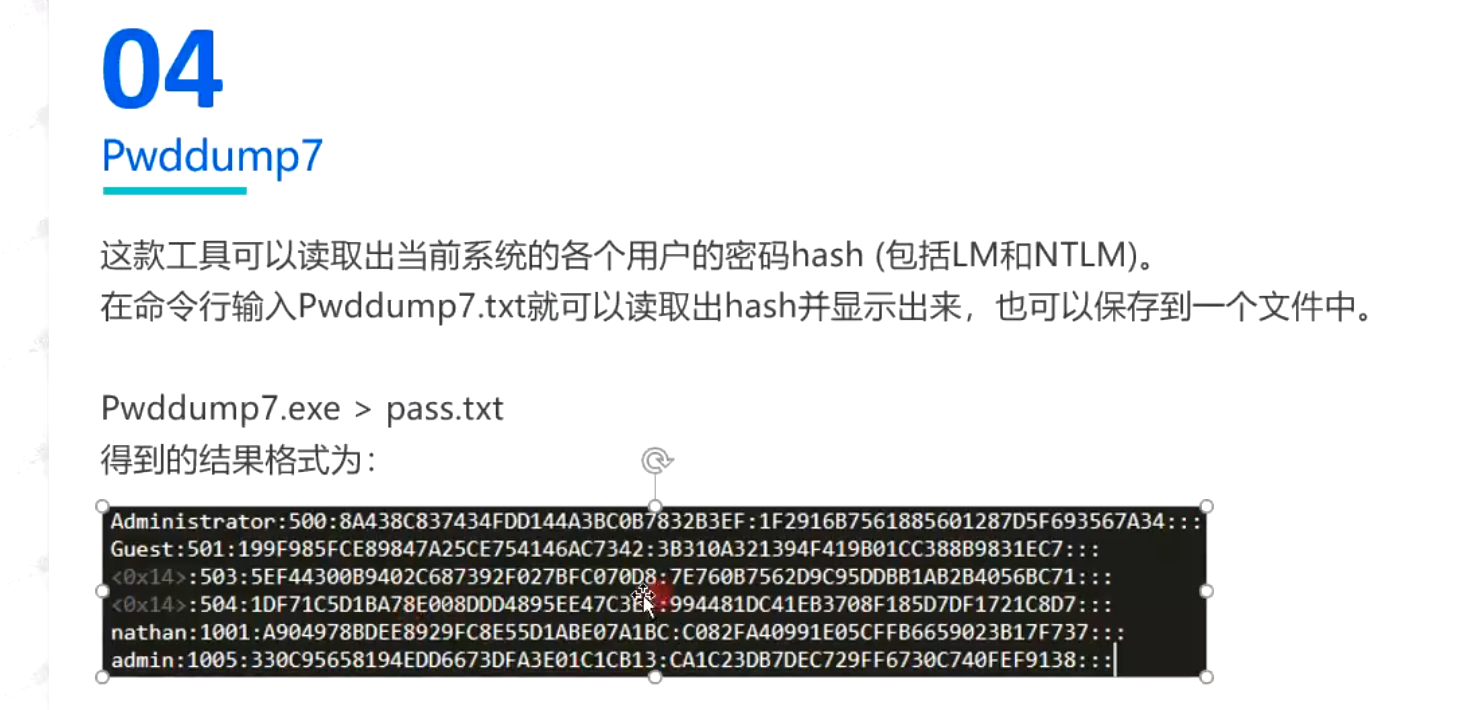 04
Pwddump7
这款工具可以读取出当前系统的各个用户的密码hash (包括LM和NTLM)。
在命令行输入Pwddump7.txt就可以读取出hash并显示出来，也可以保存到一个文件中。
Pwddump7.exe > pass.txt
得到的结果格式为：
Administrator:500:8A438C837434FDD144A3BC0B7832B3EF:1F2916B7561885601287D5F693567A34:::
Guest:501:199F985FCE89847A25CE754146AC7342:3B310A321394F419B01CC388B9831EC7:::
<0x14>:503:5EF44300B9402C687392F027BFC070D8:7E760B7562D9C95DDBB1AB2B4056BC71:::
<0x14>:504: :994481DC41EB3708F185D7DF1721C8D7:::
nathan:1001:A904978BDEE8929FC8E55D1ABE07A1BC:C082FA40991E05CFFB6659023B17F737:::
admin:1005:330C95658194EDD6673DFA3E01C1CB13:CA1C23DB7DEC729FF6730C740FEF9138:::